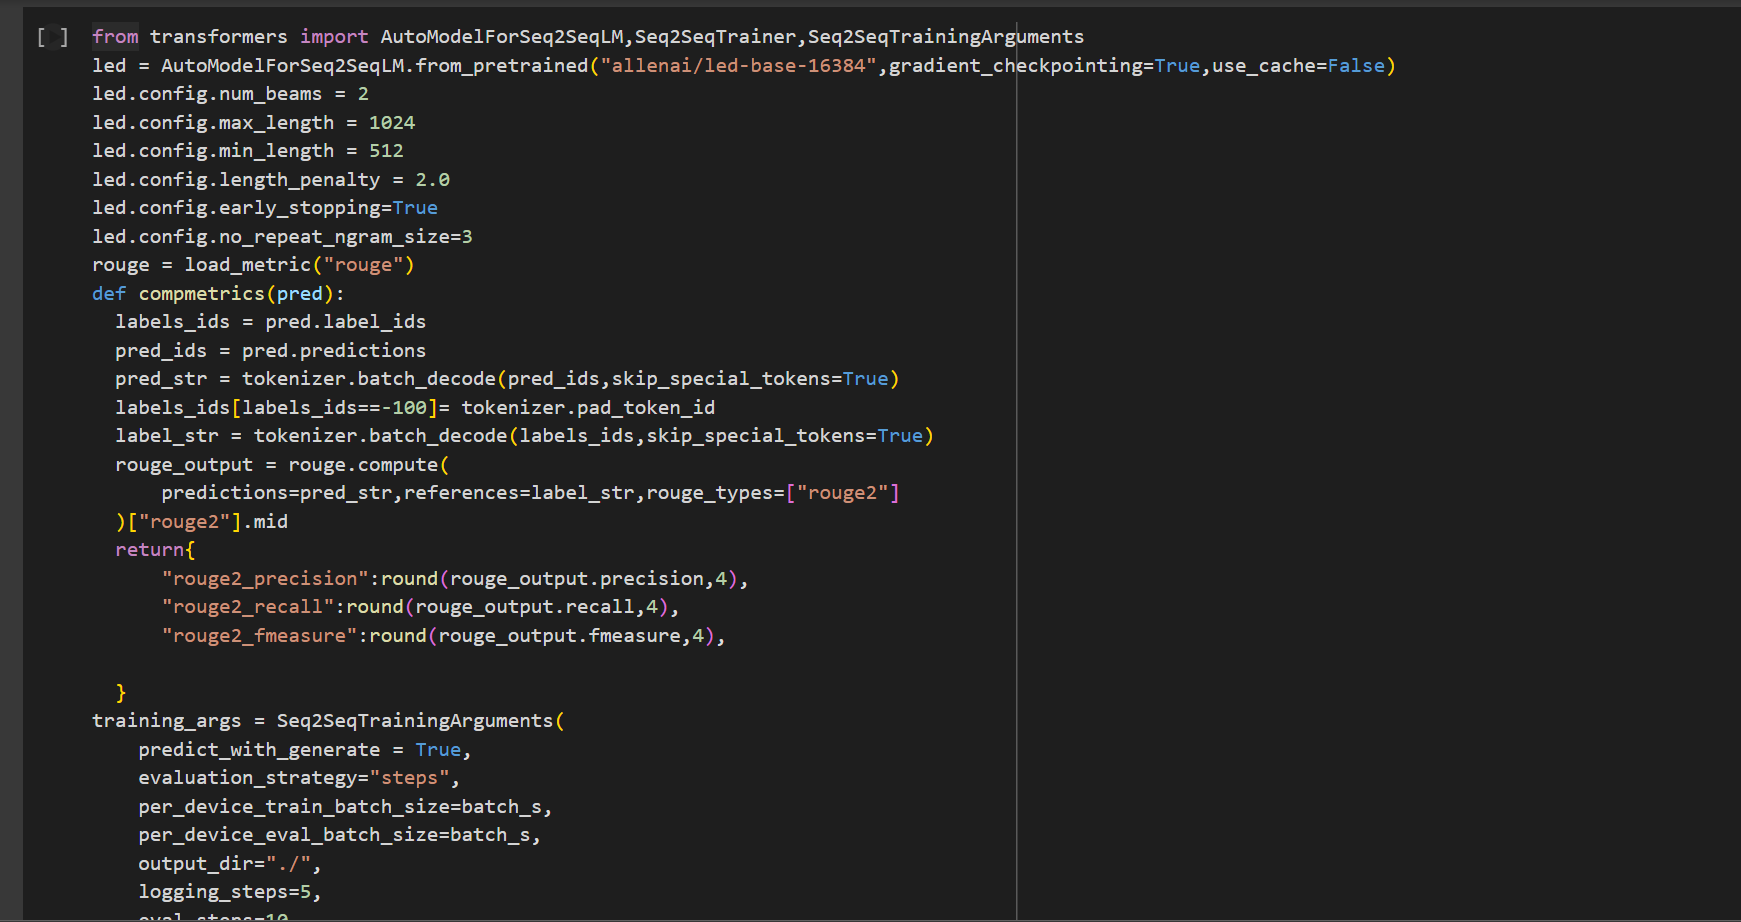 [ ] from transformers import AutoModelForSeq2SeqLM,Seq2SeqTrainer,Seq2SeqTrainingArguments
led = AutoModelForSeq2SeqLM.from_pretrained("allenai/led-base-16384",gradient_checkpointing=True,use_cache=False)
led.config.num_beams = 2
led.config.max_length = 1024
led.config.min_length = 512
led.config.length_penalty = 2.0
led.config.early_stopping=True
led.config.no_repeat_ngram_size=3
rouge = load_metric("rouge")
def compmetrics(pred):
  labels_ids = pred.label_ids
  pred_ids = pred.predictions
  pred_str = tokenizer.batch_decode(pred_ids,skip_special_tokens=True)
  labels_ids[labels_ids==-100]= tokenizer.pad_token_id
  label_str = tokenizer.batch_decode(labels_ids,skip_special_tokens=True)
  rouge_output = rouge.compute(
      predictions=pred_str,references=label_str,rouge_types=["rouge2"]
  )["rouge2"].mid
  return{
      "rouge2_precision":round(rouge_output.precision,4),
      "rouge2_recall":round(rouge_output.recall,4),
      "rouge2_fmeasure":round(rouge_output.fmeasure,4),
  }
training_args = Seq2SeqTrainingArguments(
    predict_with_generate = True,
    evaluation_strategy="steps",
    per_device_train_batch_size=batch_s,
    per_device_eval_batch_size=batch_s,
    output_dir="./",
    logging_steps=5,
    eval_steps=10